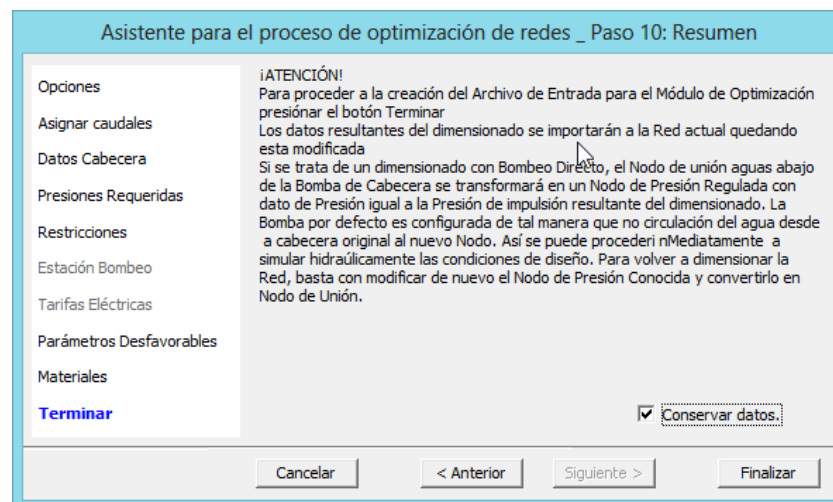 Asistente para el proceso de optimización de redes _ Paso 10: Resumen
Opciones
Asignar caudales
Datos Cabecera
Presiones Requeridas
Restricciones
Estación Bombeo
Tarifas Eléctricas
Parámetros Desfavorables
Materiales
Terminar
¡ATENCIÓN!
Para proceder a la creación del Archivo de Entrada para el Módulo de Optimización
presiónar el botón Terminar
Los datos resultantes del dimensionado se importarán a la Red actual quedando
esta modificada
Si se trata de un dimensionado con Bombeo Directo, el Nodo de unión aguas abajo
de la Bomba de Cabecera se transformará en un Nodo de Presión Regulada con
dato de Presión igual a la Presión de impulsión resultante del dimensionado. La
Bomba por defecto es configurada de tal manera que no circulación del agua desde
a cabecera original al nuevo Nodo. Así se puede procederi nMediatamente a
simular hidraúlicamente las condiciones de diseño. Para volver a dimensionar la
Red, basta con modificar de nuevo el Nodo de Presión Conocida y convertirlo en
Nodo de Unión.
Conservar datos.
Cancelar
< Anterior
Siguiente >
Finalizar